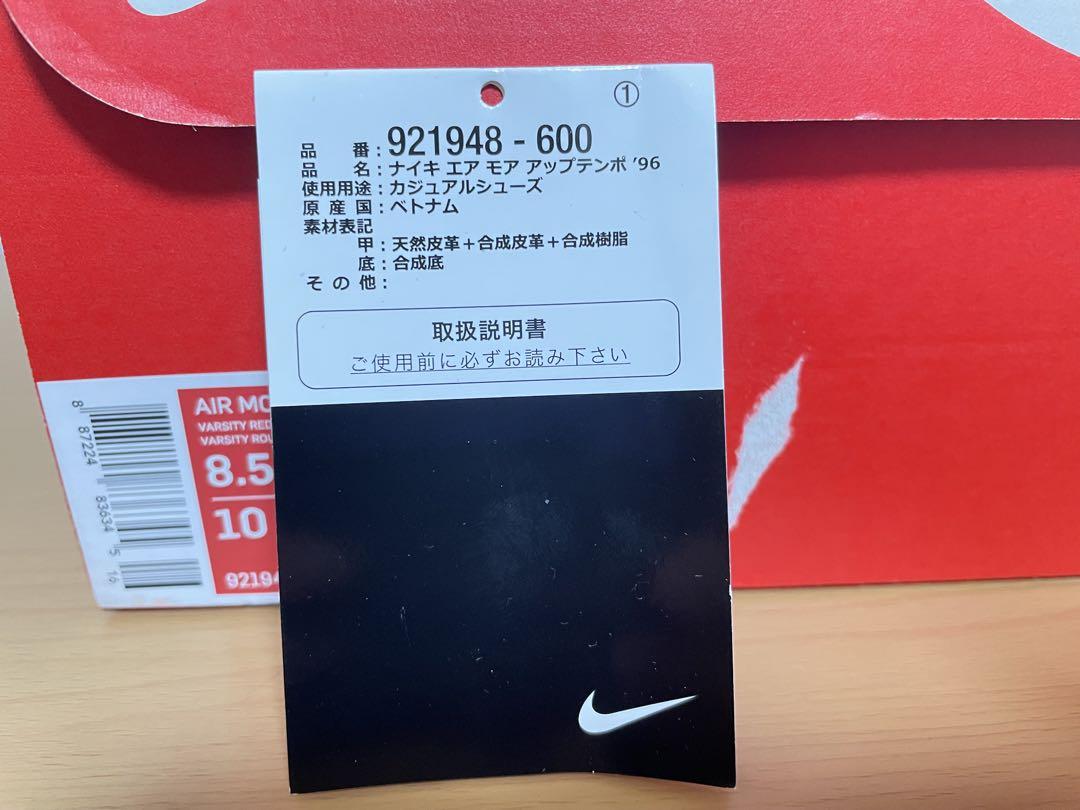 ①
品 番：921948 - 600
品 名：ナイキ エア モア アップテンポ '96
使用用途：カジュアルシューズ
原 産 国：ベトナム
素材表記
甲：天然皮革＋合成皮革＋合成樹脂
底：合成底
そ の 他：
取扱説明書
ご使用前に必ずお読み下さい
8 87224 83634 5 16
AIR MO
VARSITY RED
VARSITY ROU
8.5
10
9219